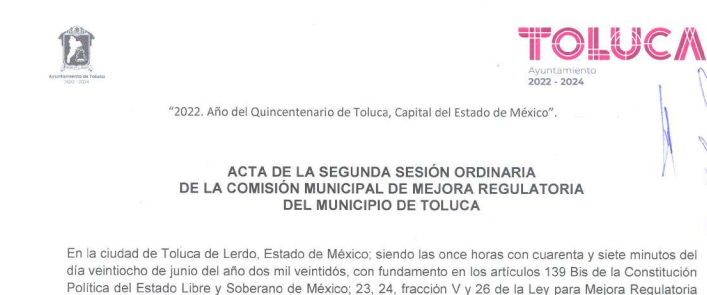 TOLUCA
Ayuntamiento de Toluca
2022 - 2024
Ayuntamiento
2022 - 2024
"2022. Año del Quincentenario de Toluca, Capital del Estado de México".
ACTA DE LA SEGUNDA SESIÓN ORDINARIA
DE LA COMISIÓN MUNICIPAL DE MEJORA REGULATORIA
DEL MUNICIPIO DE TOLUCA
En la ciudad de Toluca de Lerdo, Estado de México; siendo las once horas con cuarenta y siete minutos del
día veintiocho de junio del año dos mil veintidós, con fundamento en los artículos 139 Bis de la Constitución
Política del Estado Libre y Soberano de México; 23, 24, fracción V y 26 de la Ley para Mejora Regulatoria